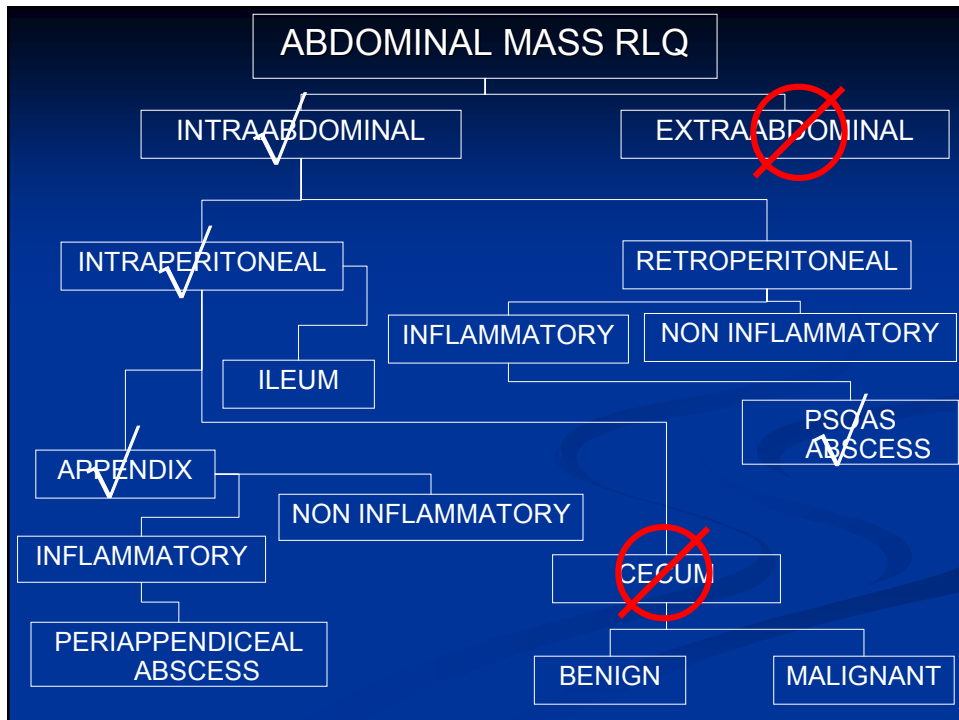 ABDOMINAL MASS RLQ
INTRAABDOMINAL
EXTRAABDOMINAL
INTRAPERITONEAL
RETROPERITONEAL
INFLAMMATORY
NON INFLAMMATORY
ILEUM
PSOAS
ABSCESS
APPENDIX
NON INFLAMMATORY
INFLAMMATORY
CECUM
PERIAPPENDICEAL
ABSCESS
BENIGN
MALIGNANT